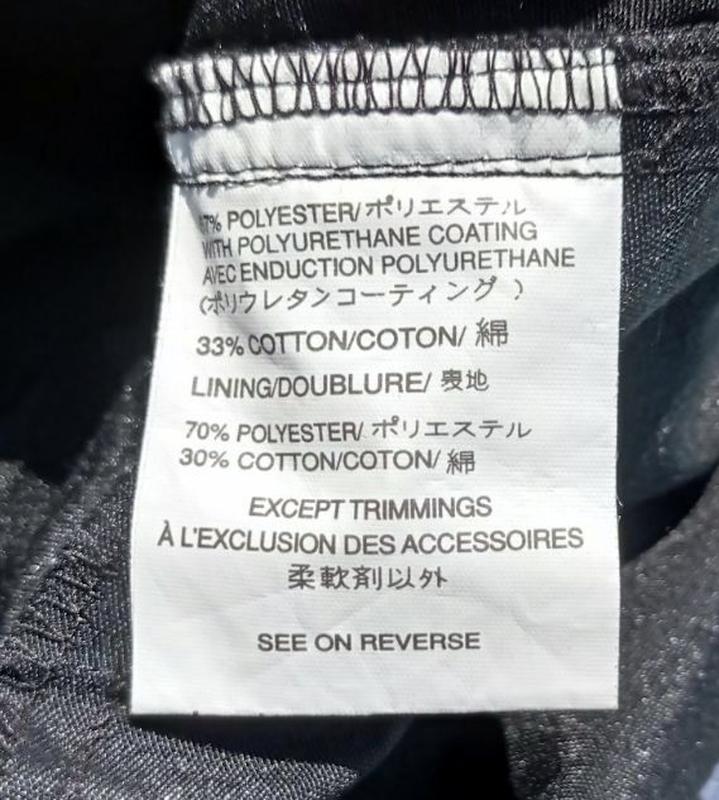 67% POLYESTER/ポリエステル
WITH POLYURETHANE COATING
AVEC ENDUCTION POLYURETHANE
(ポリウレタンコーティング )
33% COTTON/COTON/ 綿
LINING/DOUBLURE/ 裏地
70% POLYESTER/ ポリエステル
30% COTTON/COTON/ 綿
EXCEPT TRIMMINGS
À L'EXCLUSION DES ACCESSOIRES
柔軟剤以外
SEE ON REVERSE